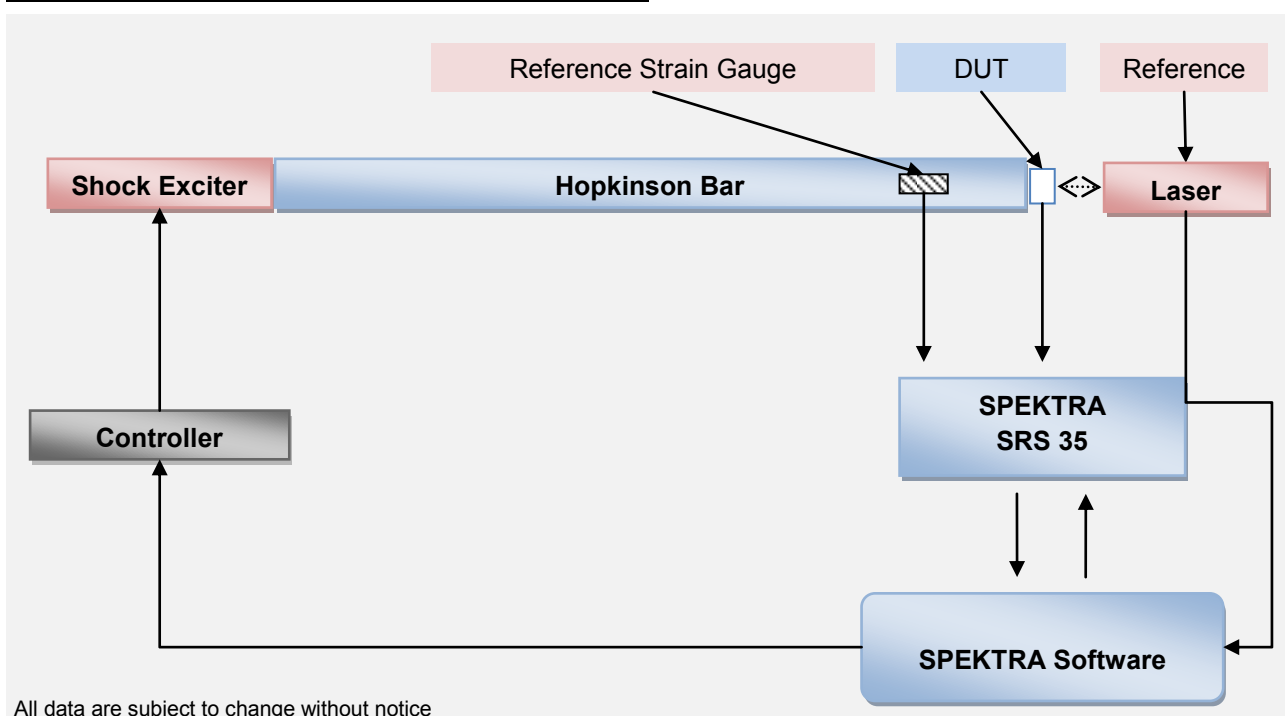 Reference Strain Gauge
DUT
Reference
Shock Exciter
Hopkinson Bar
Laser
SPEKTRA
SRS 35
Controller
SPEKTRA Software
All data are subject to change without notice